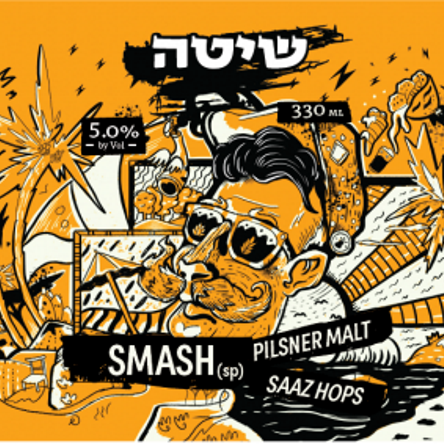 שיטה
5.0%
by Vol
330 ML
SMASH (sp)
PILSNER MALT
SAAZ HOPS